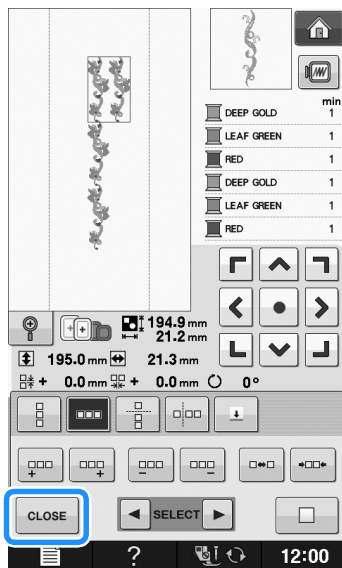 min
DEEP GOLD 1
LEAF GREEN 1
RED 1
DEEP GOLD 1
LEAF GREEN 1
RED 1
194.9 mm
21.2 mm
195.0 mm 21.3 mm
+ 0.0 mm + 0.0 mm 0°
+ + - -
CLOSE SELECT
? 12:00